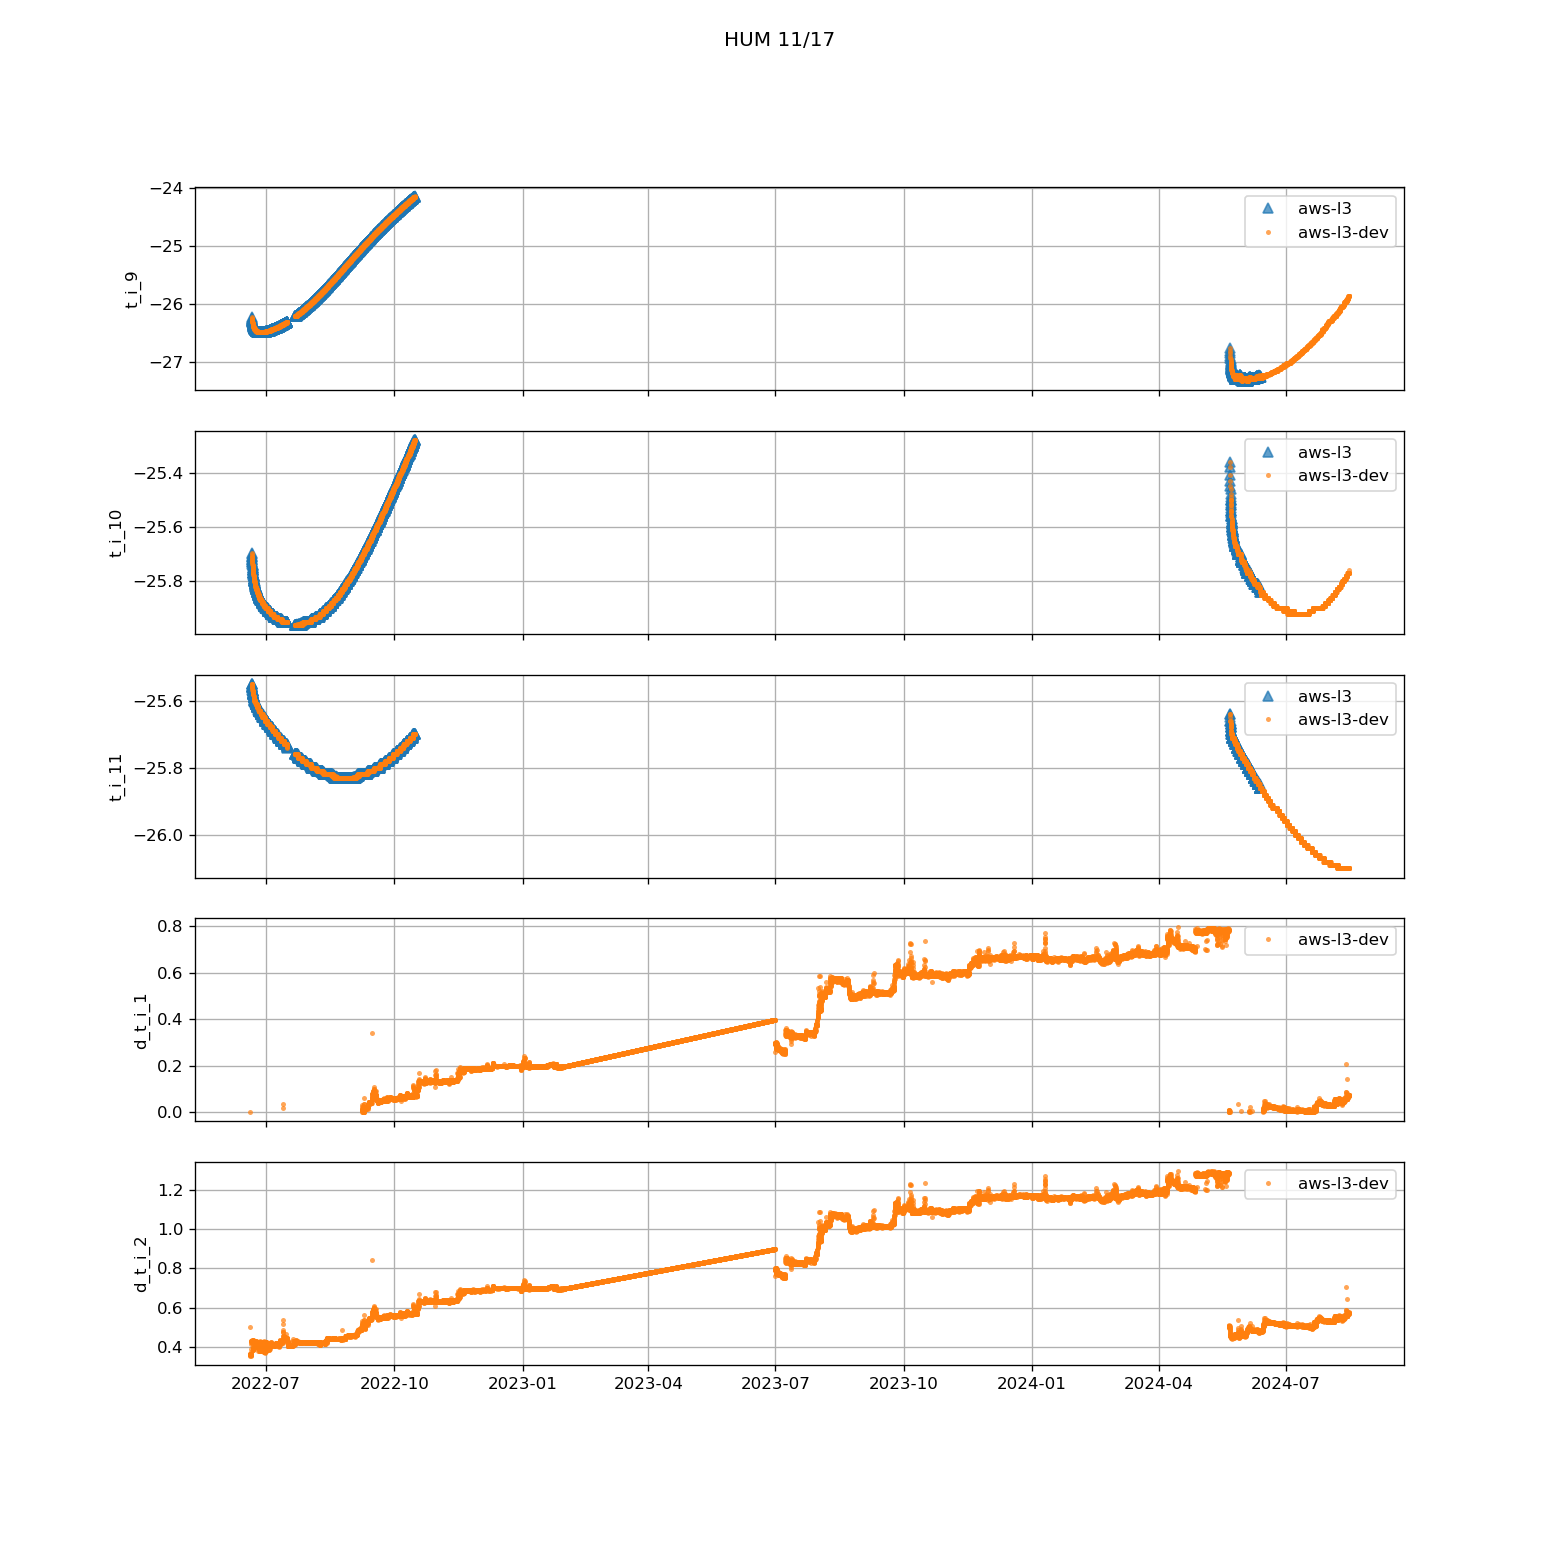 HUM 11/17
−24
−25
−26
−27
t_i_9
aws-l3
aws-l3-dev
−25.4
−25.6
−25.8
t_i_10
aws-l3
aws-l3-dev
−25.6
−25.8
−26.0
t_i_11
aws-l3
aws-l3-dev
0.8
0.6
0.4
0.2
0.0
d_t_i_1
aws-l3-dev
1.2
1.0
0.8
0.6
0.4
d_t_i_2
aws-l3-dev
2022-07 2022-10 2023-01 2023-04 2023-07 2023-10 2024-01 2024-04 2024-07